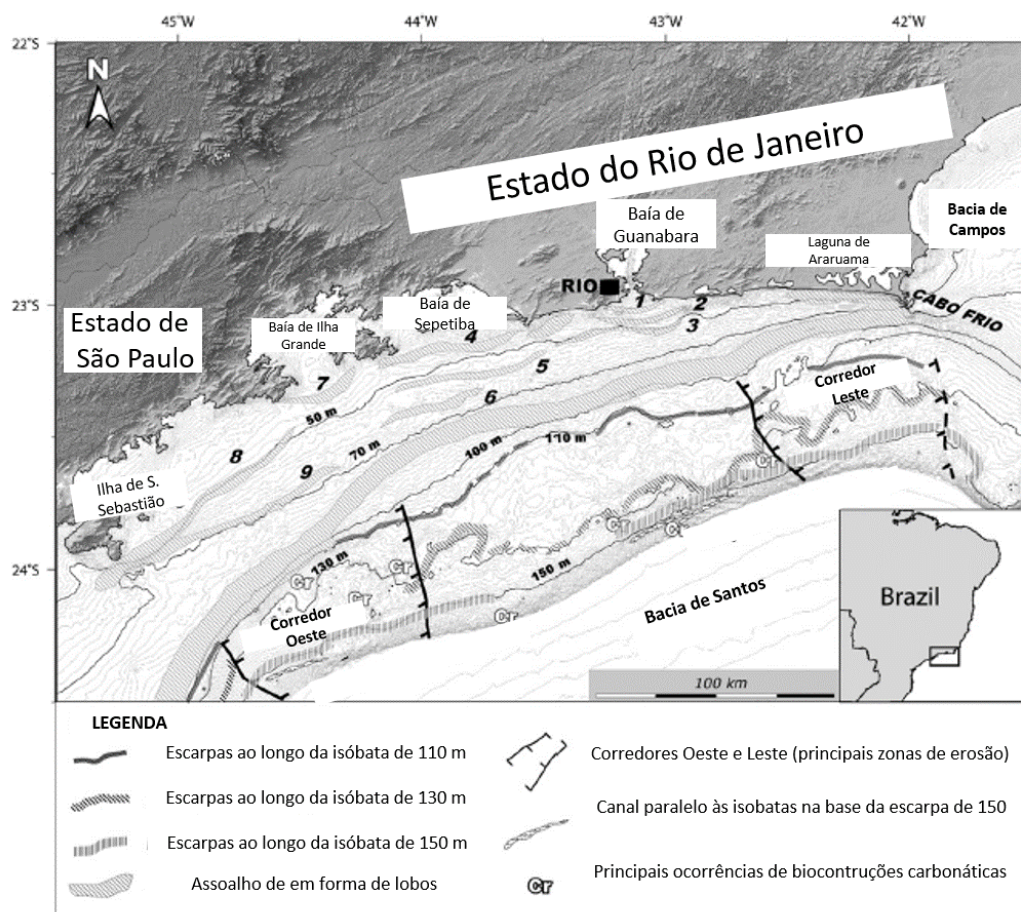 45°W
44°W
43°W
42°W
22°S
N
Estado do Rio de Janeiro
Baía de
Guanabara
Bacia de
Campos
Laguna de
Araruama
RIO
23°S
Estado de
São Paulo
Baía de Ilha
Grande
Baía de
Sepetiba
CABO FRIO
1
2
3
4
5
6
7
8
9
50 m
70 m
100 m
110 m
Corredor
Leste
Ilha de S.
Sebastião
Cr
Cr
Cr
130 m
Cr
Cr
Cr
150 m
Cr
24°S
Corredor
Oeste
Bacia de Santos
Brazil
100 km
LEGENDA
Escarpas ao longo da isóbata de 110 m
Escarpas ao longo da isóbata de 130 m
Escarpas ao longo da isóbata de 150 m
Assoalho de em forma de lobos
Corredores Oeste e Leste (principais zonas de erosão)
Canal paralelo às isobatas na base da escarpa de 150
Cr
Principais ocorrências de biocontruções carbonáticas